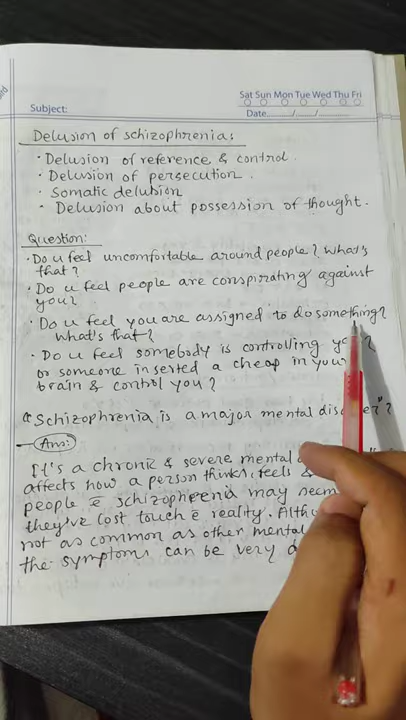 Sat Sun Mon Tue Wed Thu Fri
Subject:
Date....../....../......
Delusion of schizophrenia:
• Delusion of reference & control.
• Delusion of persecution.
• Somatic delution
• Delution about possession of thought.
Question:
• Do u feel uncomfortable around people? What's
that?
• Do u feel people are conspirating against
you?
• Do u feel you are assigned to do something?
What's that?
• Do u feel somebody is controlling you?
or someone inserted a cheap in your
brain & control you?
Schizophrenia is a major mental "?
Ans:
It's a chronic & severe mental
affects how a person thinks, feels &
people c̄ schizophrenia may seem
they've lost touch c̄ reality.
not as common as other mental
the symptoms can be very